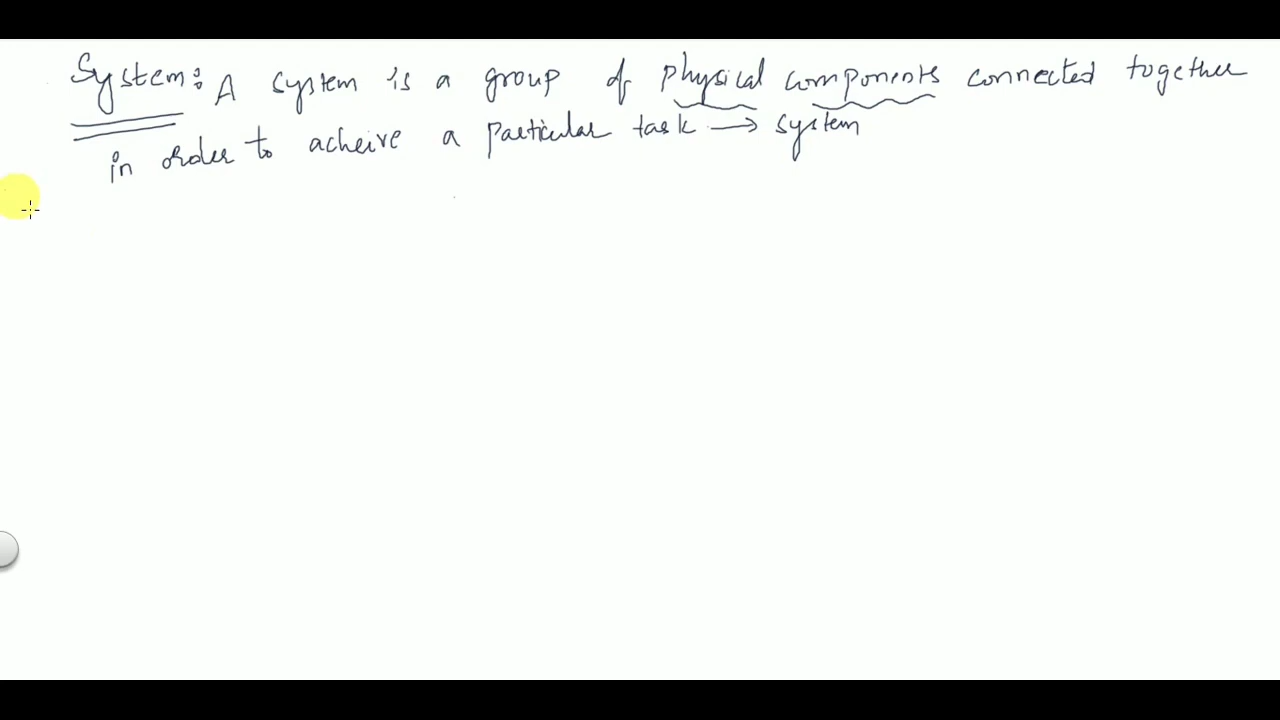 System: A system is a group of physical components connected together
in order to acheive a particular task → system